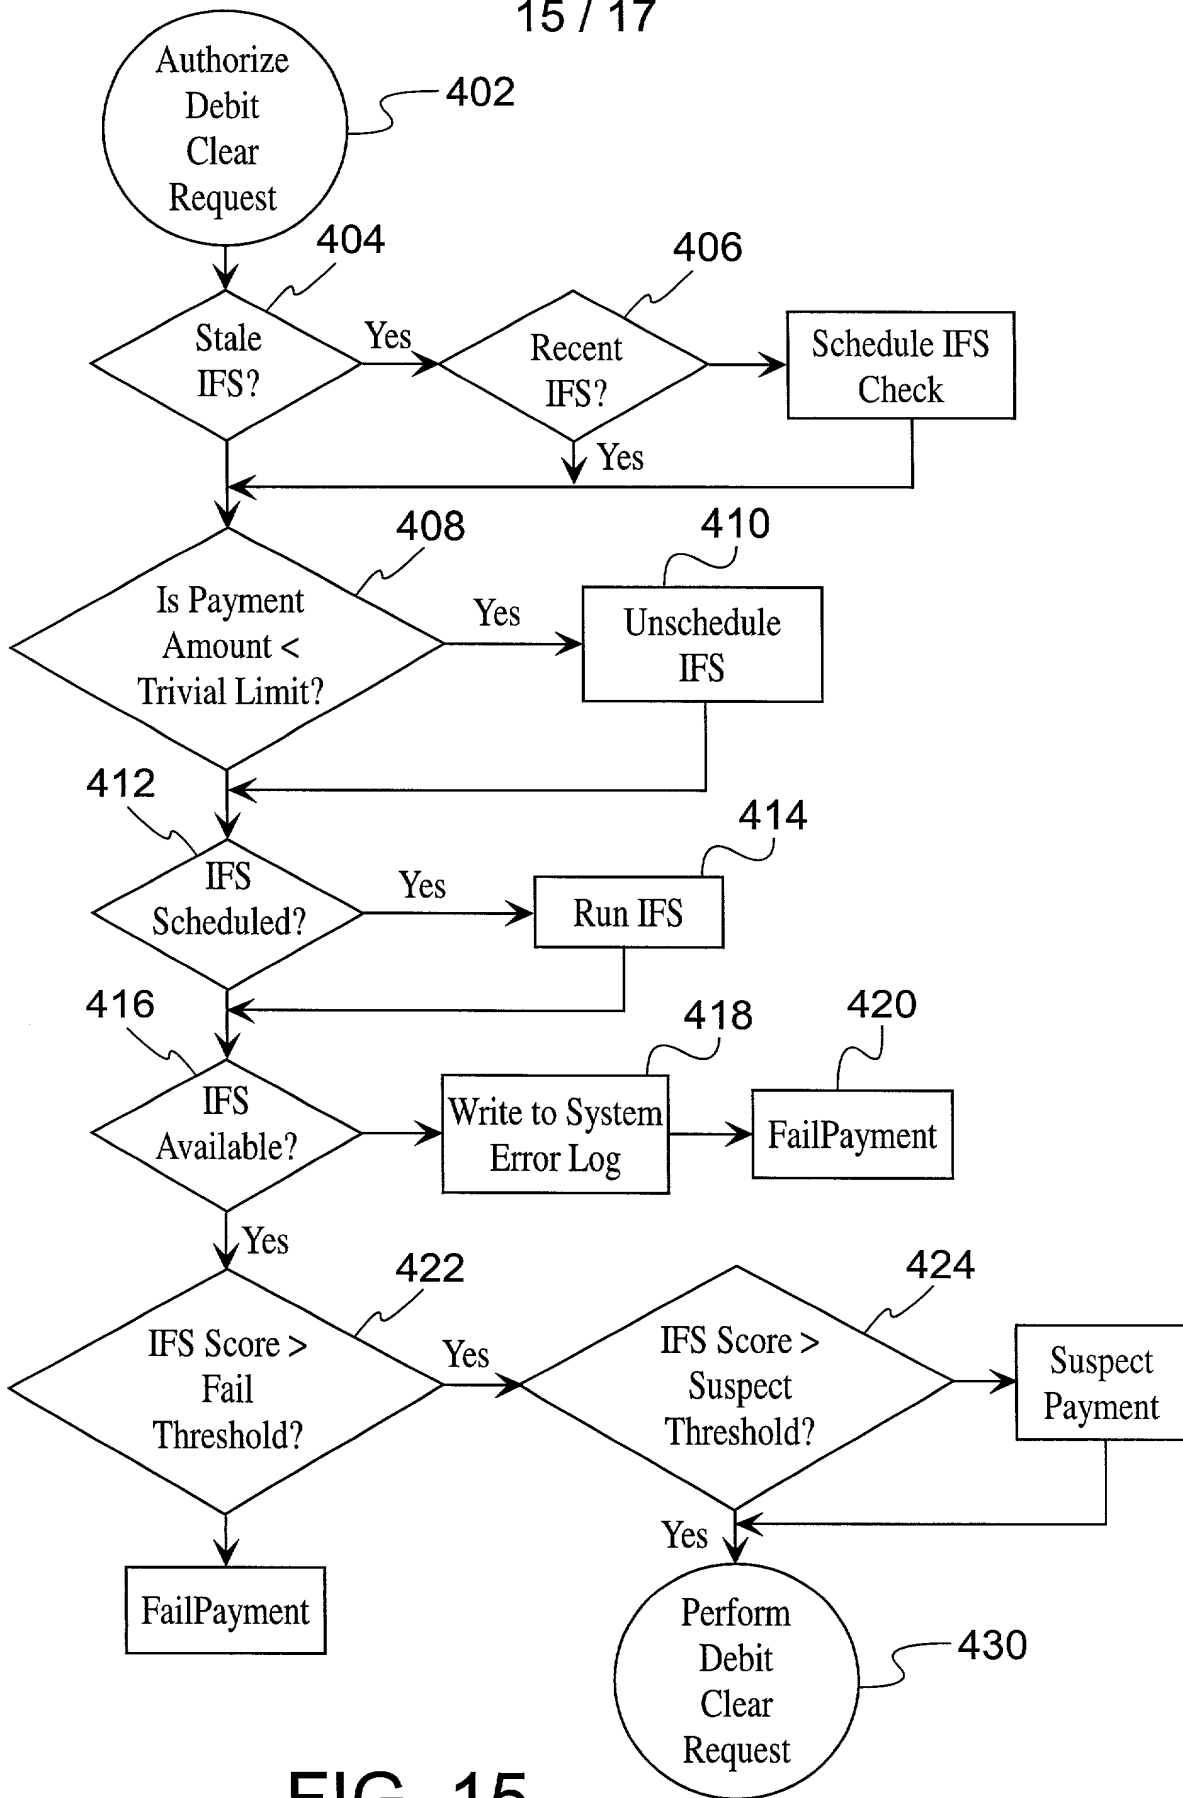 15 / 17
Authorize
Debit
Clear
Request
402
404
406
Stale
IFS?
Yes
Recent
IFS?
Schedule IFS
Check
Yes
408
410
Is Payment
Amount <
Trivial Limit?
Yes
Unschedule
IFS
412
414
IFS
Scheduled?
Yes
Run IFS
416
418
420
IFS
Available?
Write to System
Error Log
FailPayment
Yes
422
424
IFS Score >
Fail
Threshold?
Yes
IFS Score >
Suspect
Threshold?
Suspect
Payment
Yes
FailPayment
Perform
Debit
Clear
Request
430
FIG. 15